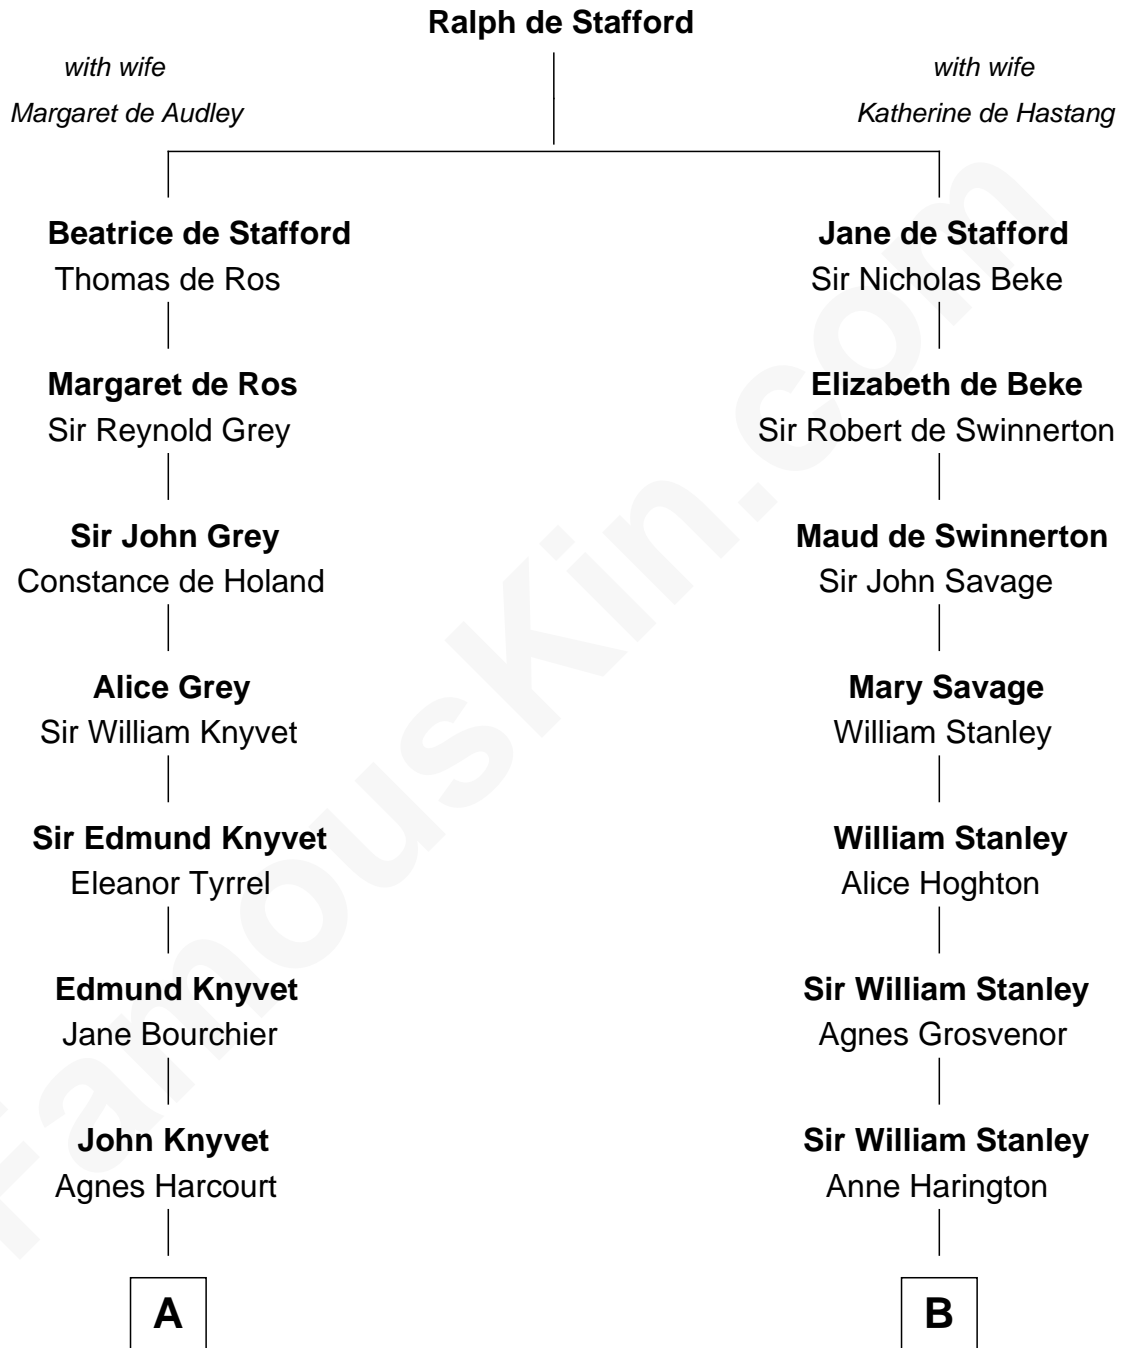 Ralph de Stafford
with wife
Margaret de Audley
with wife
Katherine de Hastang
Beatrice de Stafford
Thomas de Ros
Jane de Stafford
Sir Nicholas Beke
Margaret de Ros
Sir Reynold Grey
Elizabeth de Beke
Sir Robert de Swinnerton
Sir John Grey
Constance de Holand
Maud de Swinnerton
Sir John Savage
Alice Grey
Sir William Knyvet
Mary Savage
William Stanley
Sir Edmund Knyvet
Eleanor Tyrrel
William Stanley
Alice Hoghton
Edmund Knyvet
Jane Bourchier
Sir William Stanley
Agnes Grosvenor
John Knyvet
Agnes Harcourt
Sir William Stanley
Anne Harington
A
B
FamousKin.com